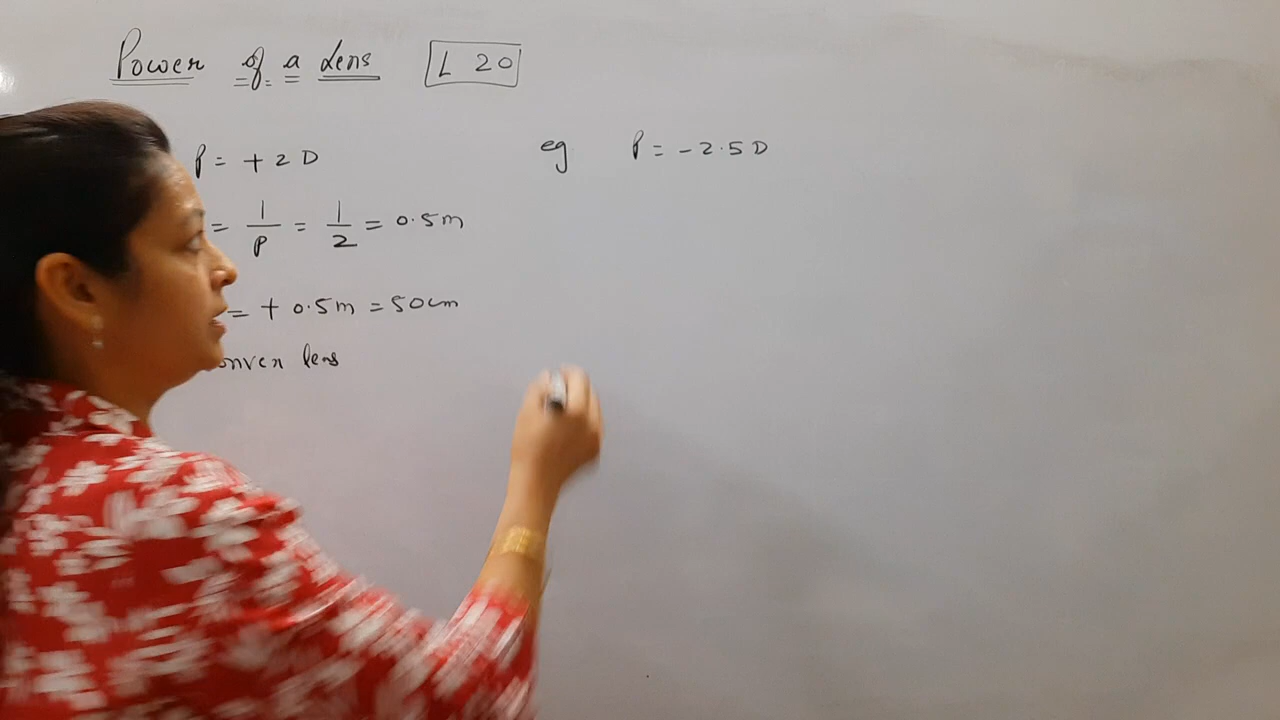 Power of a Lens L 20
P = + 2 D
= 1/P = 1/2 = 0.5 m
= + 0.5 m = 50 cm
onvex lens
eg P = - 2.5 D